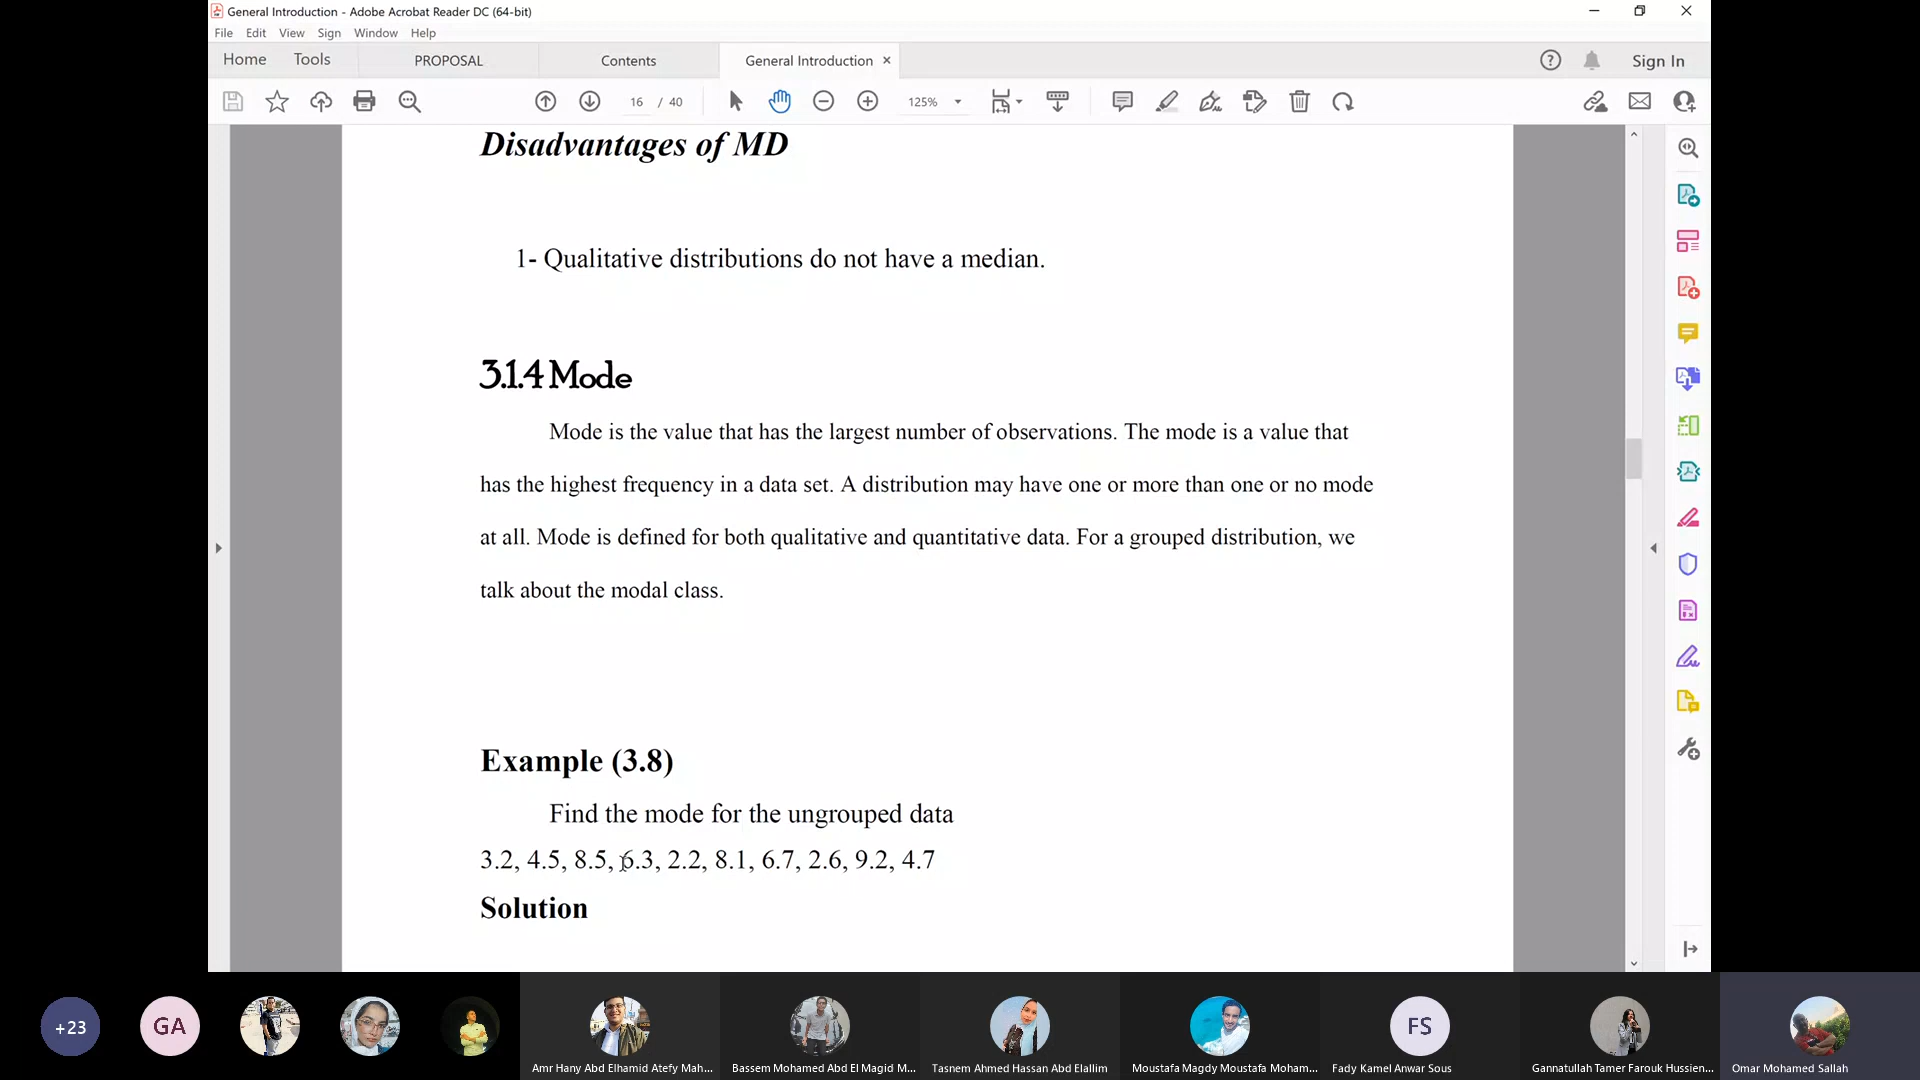 General Introduction - Adobe Acrobat Reader DC (64-bit)
File Edit View Sign Window Help
Home Tools PROPOSAL Contents General Introduction × Sign In
16 / 40 125%
Disadvantages of MD
1- Qualitative distributions do not have a median.
3.1.4 Mode
Mode is the value that has the largest number of observations. The mode is a value that
has the highest frequency in a data set. A distribution may have one or more than one or no mode
at all. Mode is defined for both qualitative and quantitative data. For a grouped distribution, we
talk about the modal class.
Example (3.8)
Find the mode for the ungrouped data
3.2, 4.5, 8.5, 6.3, 2.2, 8.1, 6.7, 2.6, 9.2, 4.7
Solution
+23 GA FS
Amr Hany Abd Elhamid Atefy Mah... Bassem Mohamed Abd El Magid M... Tasnem Ahmed Hassan Abd Elallim Moustafa Magdy Moustafa Moham... Fady Kamel Anwar Sous Gannatullah Tamer Farouk Hussien... Omar Mohamed Sallah